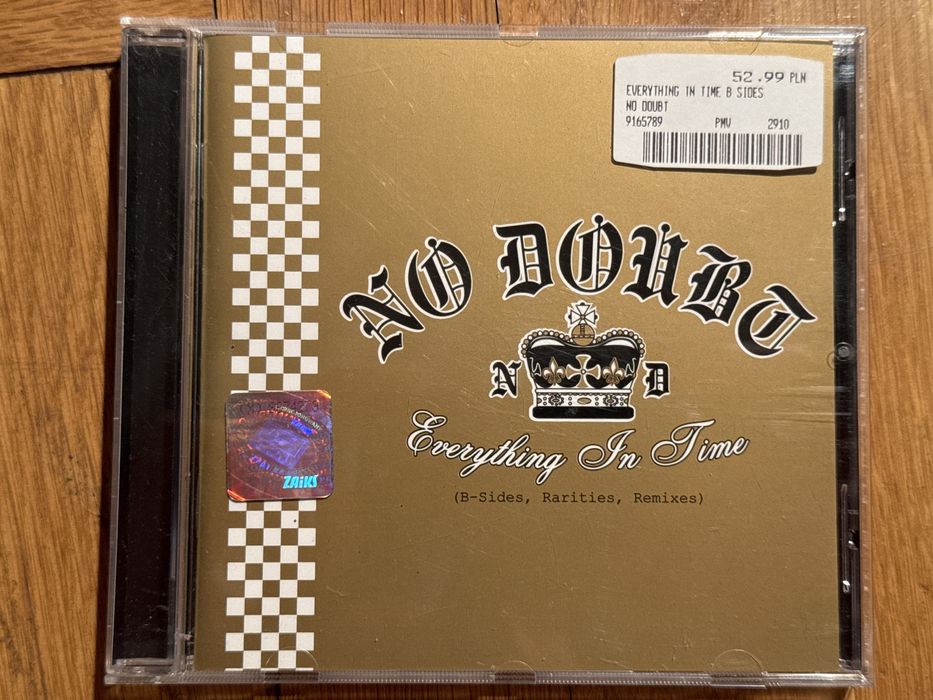 52.99 PLN
EVERYTHING IN TIME B SIDES
NO DOUBT
9165789 PMV 2910
NO DOUBT
N D
Everything In Time
(B-Sides, Rarities, Remixes)
ZAiKS